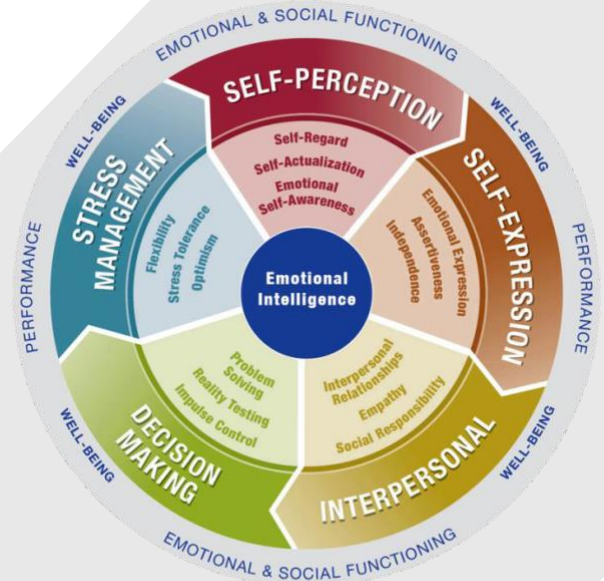 EMOTIONAL & SOCIAL FUNCTIONING
WELL-BEING
WELL-BEING
PERFORMANCE
PERFORMANCE
WELL-BEING
WELL-BEING
EMOTIONAL & SOCIAL FUNCTIONING
SELF-PERCEPTION
Self-Regard
Self-Actualization
Emotional
Self-Awareness
SELF-EXPRESSION
Emotional Expression
Assertiveness
Independence
INTERPERSONAL
Interpersonal
Relationships
Empathy
Social Responsibility
DECISION
MAKING
Problem
Solving
Reality Testing
Impulse Control
STRESS
MANAGEMENT
Flexibility
Stress Tolerance
Optimism
Emotional
Intelligence